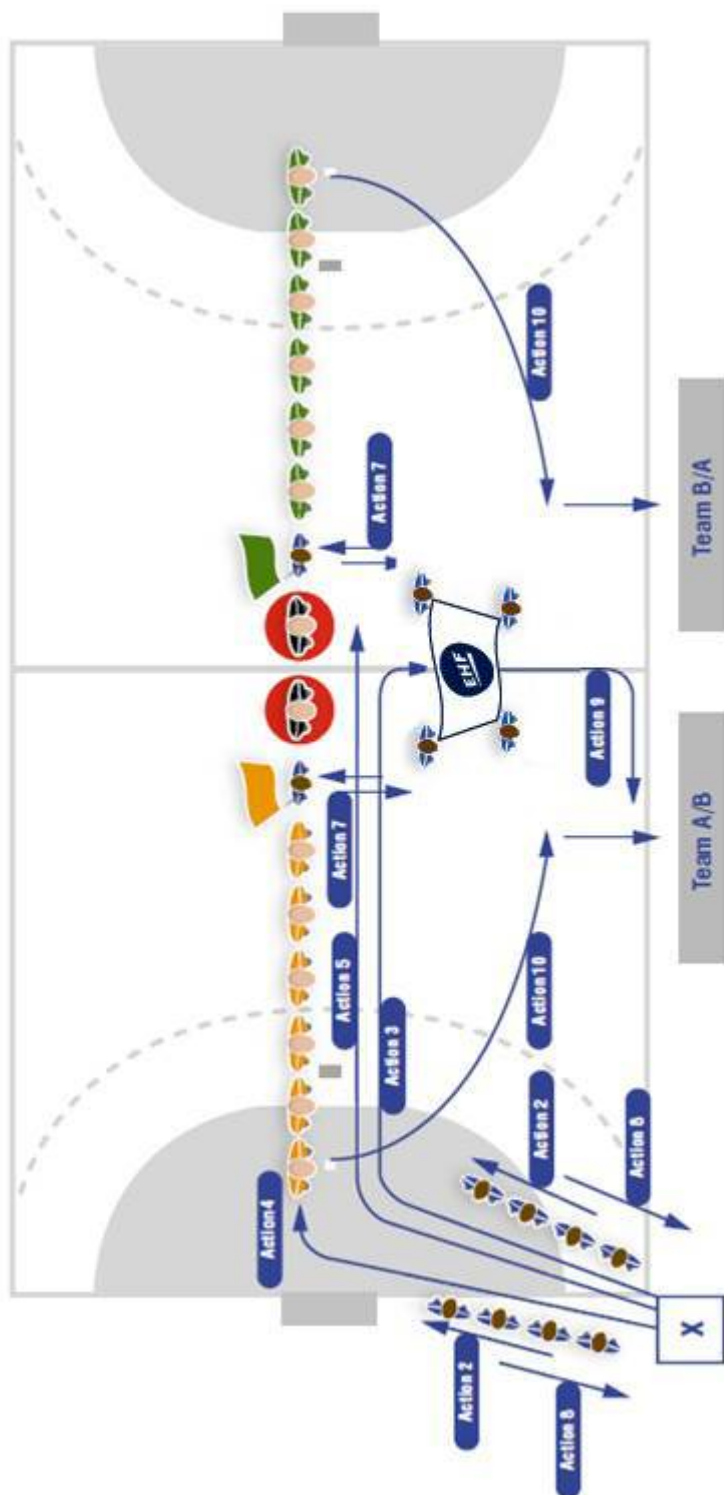 Action 4
Action 5
Action 7
Action 7
Action 3
Action 2
EHF
Action 2
Action 10
Action 10
Action 8
Action 8
Action 9
X
Team A/B
Team B/A